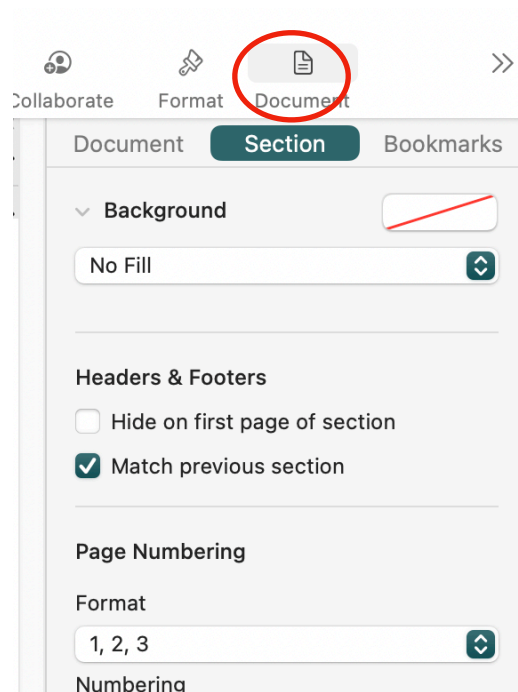 Collaborate Format Document
Document Section Bookmarks
Background
No Fill
Headers & Footers
Hide on first page of section
Match previous section
Page Numbering
Format
1, 2, 3
Numbering